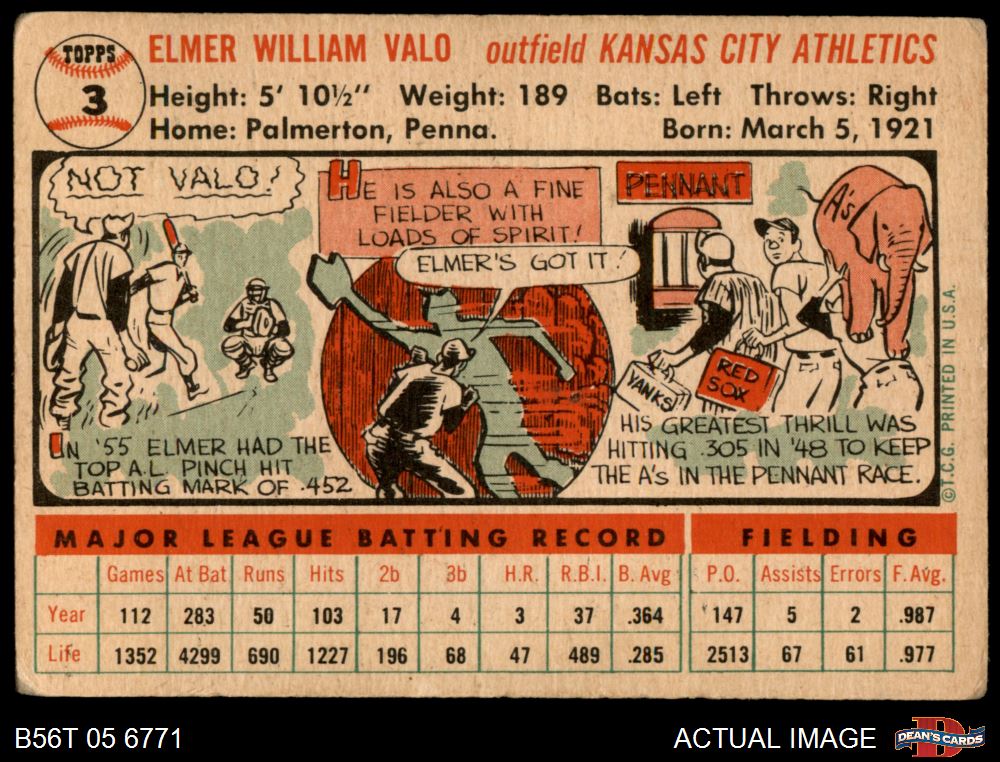 TOPPS
3
ELMER WILLIAM VALO outfield KANSAS CITY ATHLETICS
Height: 5' 10½" Weight: 189 Bats: Left Throws: Right
Home: Palmerton, Penna. Born: March 5, 1921
NOT VALO!
IN '55 ELMER HAD THE
TOP A.L. PINCH HIT
BATTING MARK OF .452
HE IS ALSO A FINE
FIELDER WITH
LOADS OF SPIRIT!
ELMER'S GOT IT!
PENNANT
A's
YANKS
RED
SOX
HIS GREATEST THRILL WAS
HITTING .305 IN '48 TO KEEP
THE A's IN THE PENNANT RACE.
©T.C.G. PRINTED IN U.S.A.
MAJOR LEAGUE BATTING RECORD FIELDING
Games At Bat Runs Hits 2b 3b H.R. R.B.I. B. Avg P.O. Assists Errors F. Avg.
Year 112 283 50 103 17 4 3 37 .364 147 5 2 .987
Life 1352 4299 690 1227 196 68 47 489 .285 2513 67 61 .977
B56T 05 6771 ACTUAL IMAGE DEAN'S CARDS